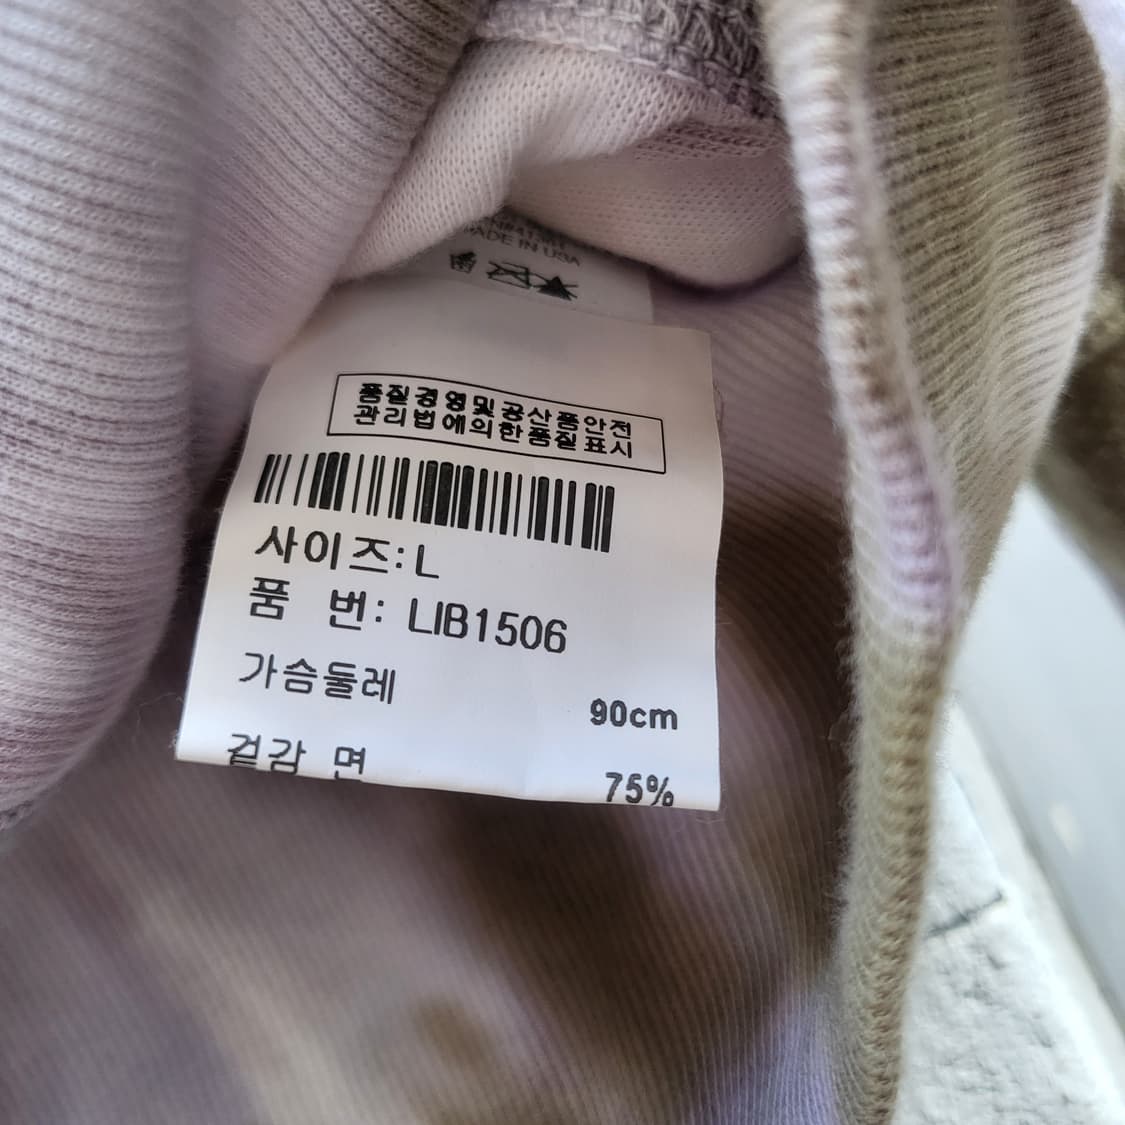 MADE IN USA
품질경영및공산품안전
관리법에의한품질표시
사이즈:L
품 번: LIB1506
가슴둘레 90cm
겉감 면 75%